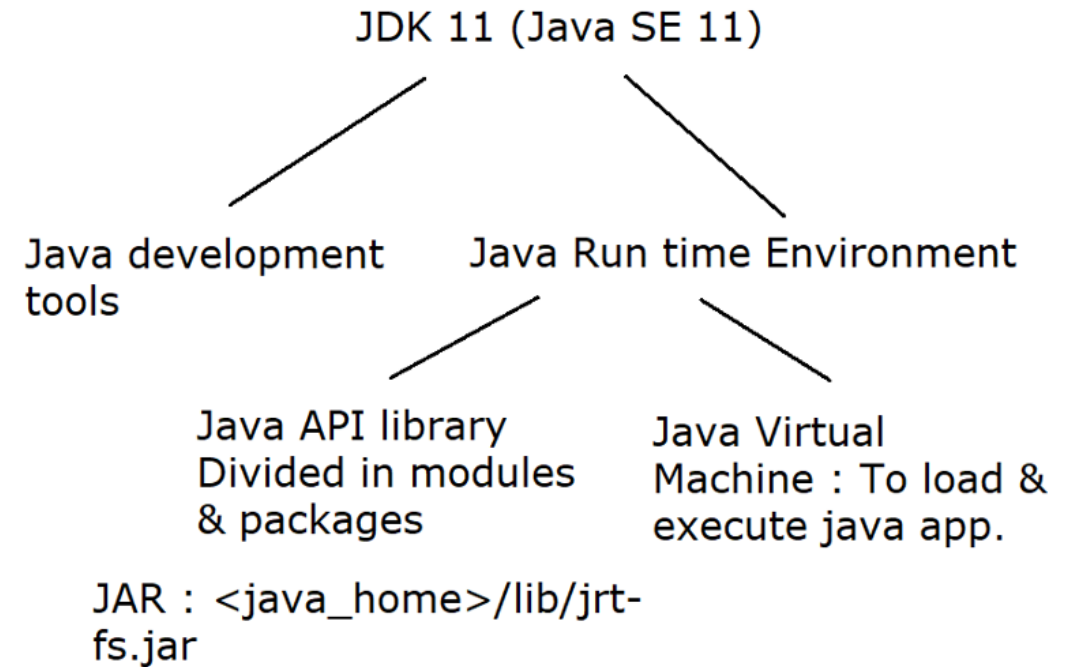 JDK 11 (Java SE 11)
Java development
tools
Java Run time Environment
Java API library
Divided in modules
& packages
Java Virtual
Machine : To load &
execute java app.
JAR : <java_home>/lib/jrt-
fs.jar